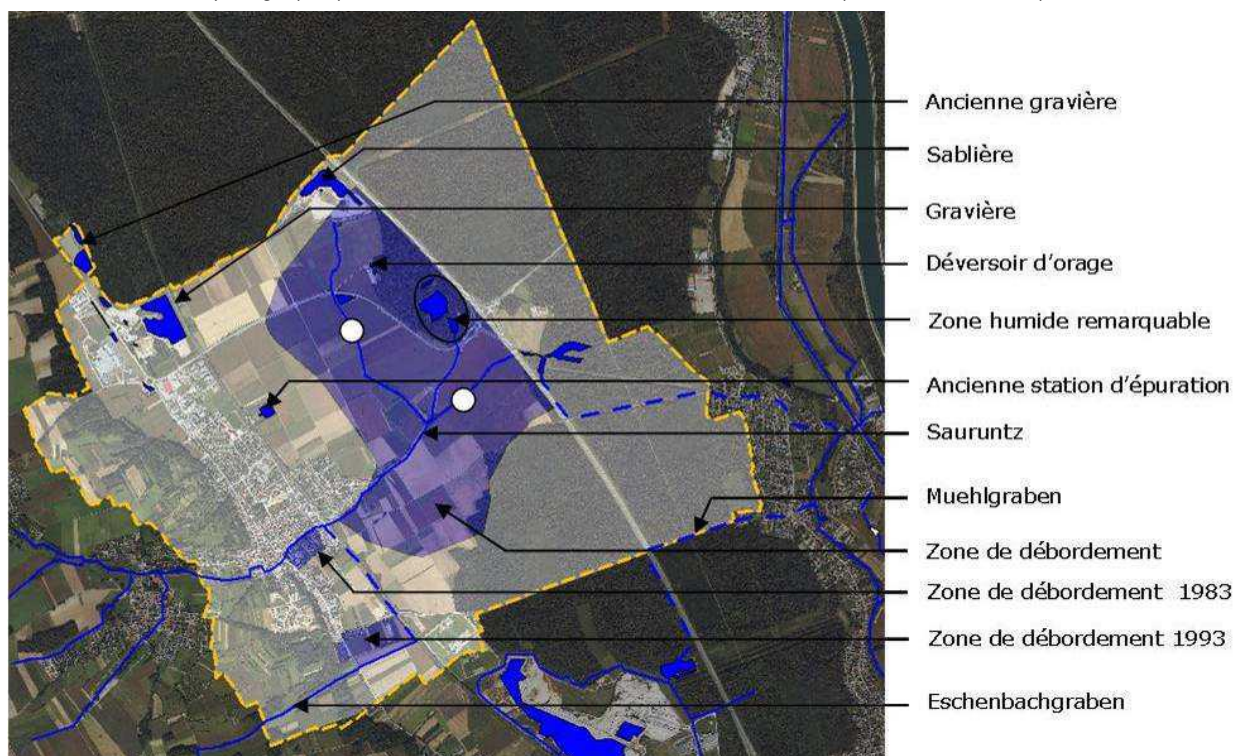 Ancienne gravière
Sablière
Gravière
Déversoir d'orage
Zone humide remarquable
Ancienne station d'épuration
Sauruntz
Muehlgraben
Zone de débordement
Zone de débordement 1983
Zone de débordement 1993
Eschenbachgraben